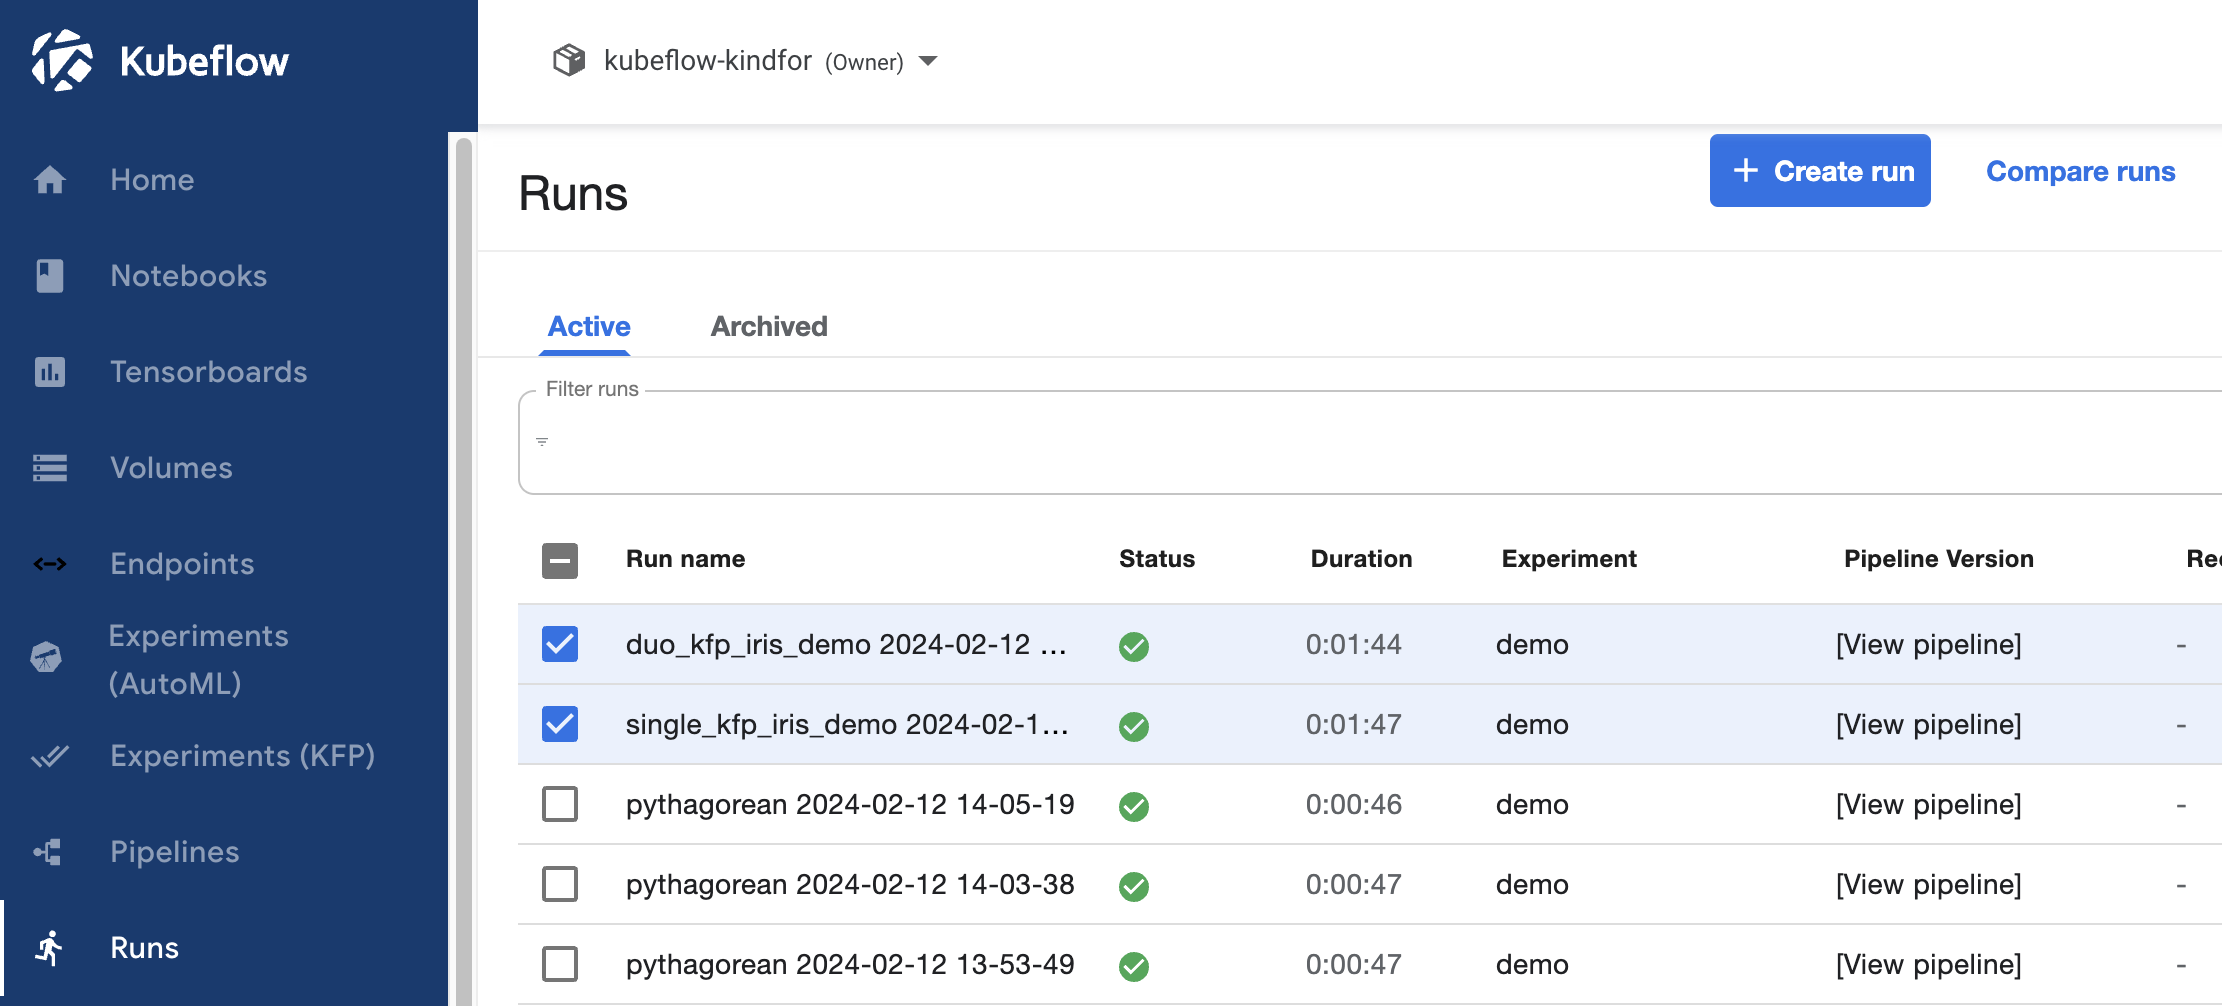 Kubeflow
kubeflow-kindfor (Owner)
Home
Notebooks
Tensorboards
Volumes
Endpoints
Experiments
(AutoML)
Experiments (KFP)
Pipelines
Runs
Runs
+ Create run Compare runs
Active Archived
Filter runs
Run name Status Duration Experiment Pipeline Version
duo_kfp_iris_demo 2024-02-12 ... 0:01:44 demo [View pipeline] -
single_kfp_iris_demo 2024-02-1... 0:01:47 demo [View pipeline] -
pythagorean 2024-02-12 14-05-19 0:00:46 demo [View pipeline] -
pythagorean 2024-02-12 14-03-38 0:00:47 demo [View pipeline] -
pythagorean 2024-02-12 13-53-49 0:00:47 demo [View pipeline] -